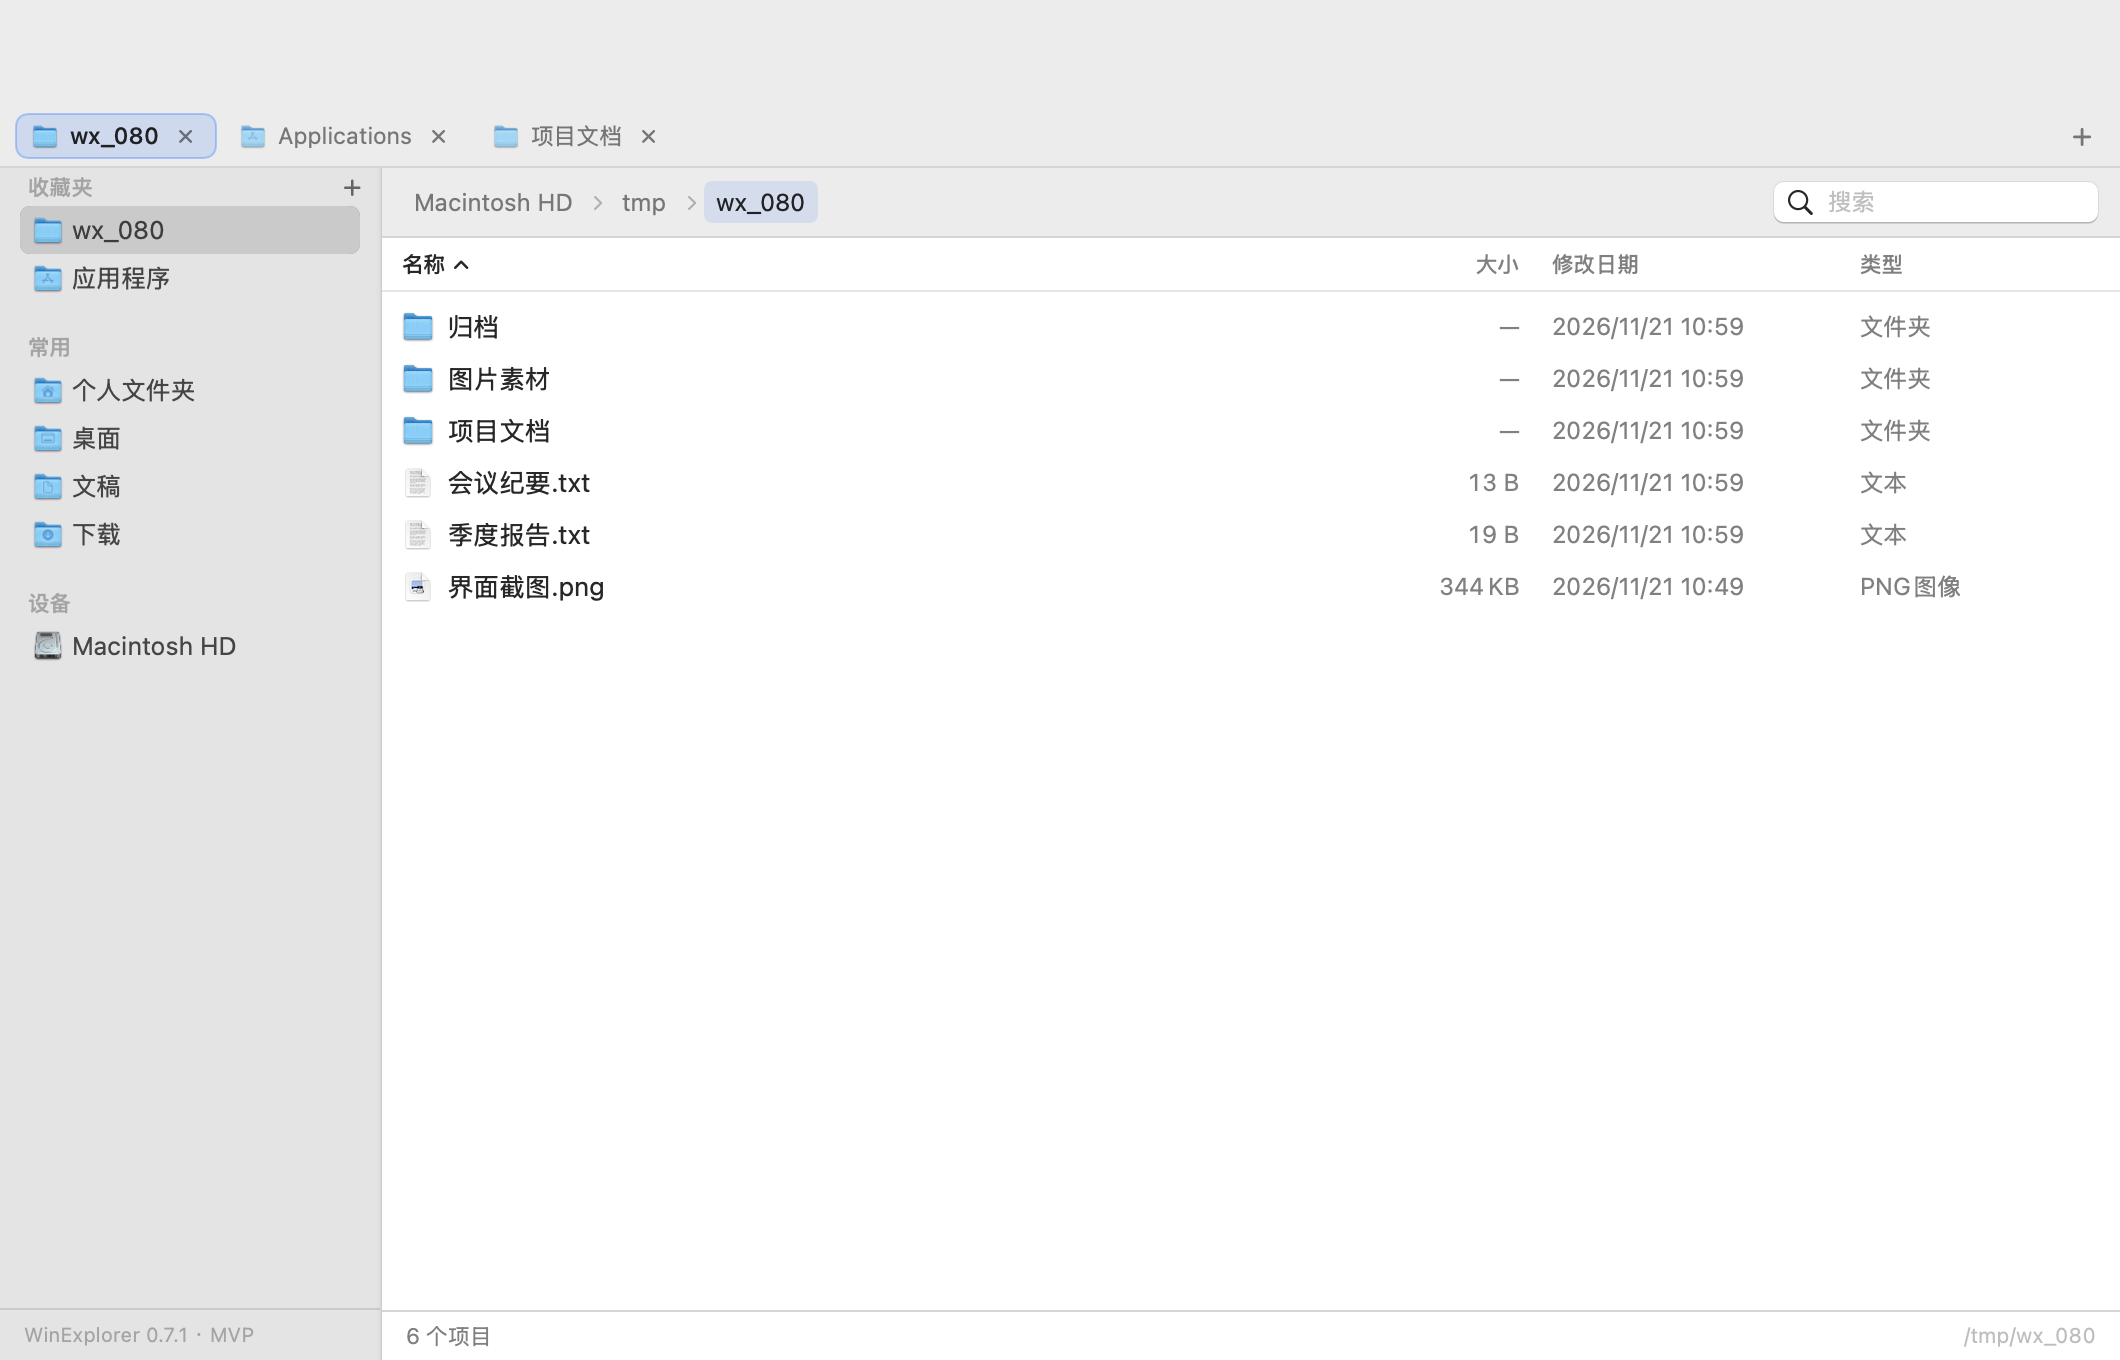 wx_080
Applications
项目文档
收藏夹
wx_080
应用程序
常用
个人文件夹
桌面
文稿
下载
设备
Macintosh HD
WinExplorer 0.7.1 · MVP
Macintosh HD
tmp
wx_080
搜索
名称 大小 修改日期 类型
归档 — 2026/11/21 10:59 文件夹
图片素材 — 2026/11/21 10:59 文件夹
项目文档 — 2026/11/21 10:59 文件夹
会议纪要.txt 13 B 2026/11/21 10:59 文本
季度报告.txt 19 B 2026/11/21 10:59 文本
界面截图.png 344 KB 2026/11/21 10:49 PNG图像
6 个项目
/tmp/wx_080